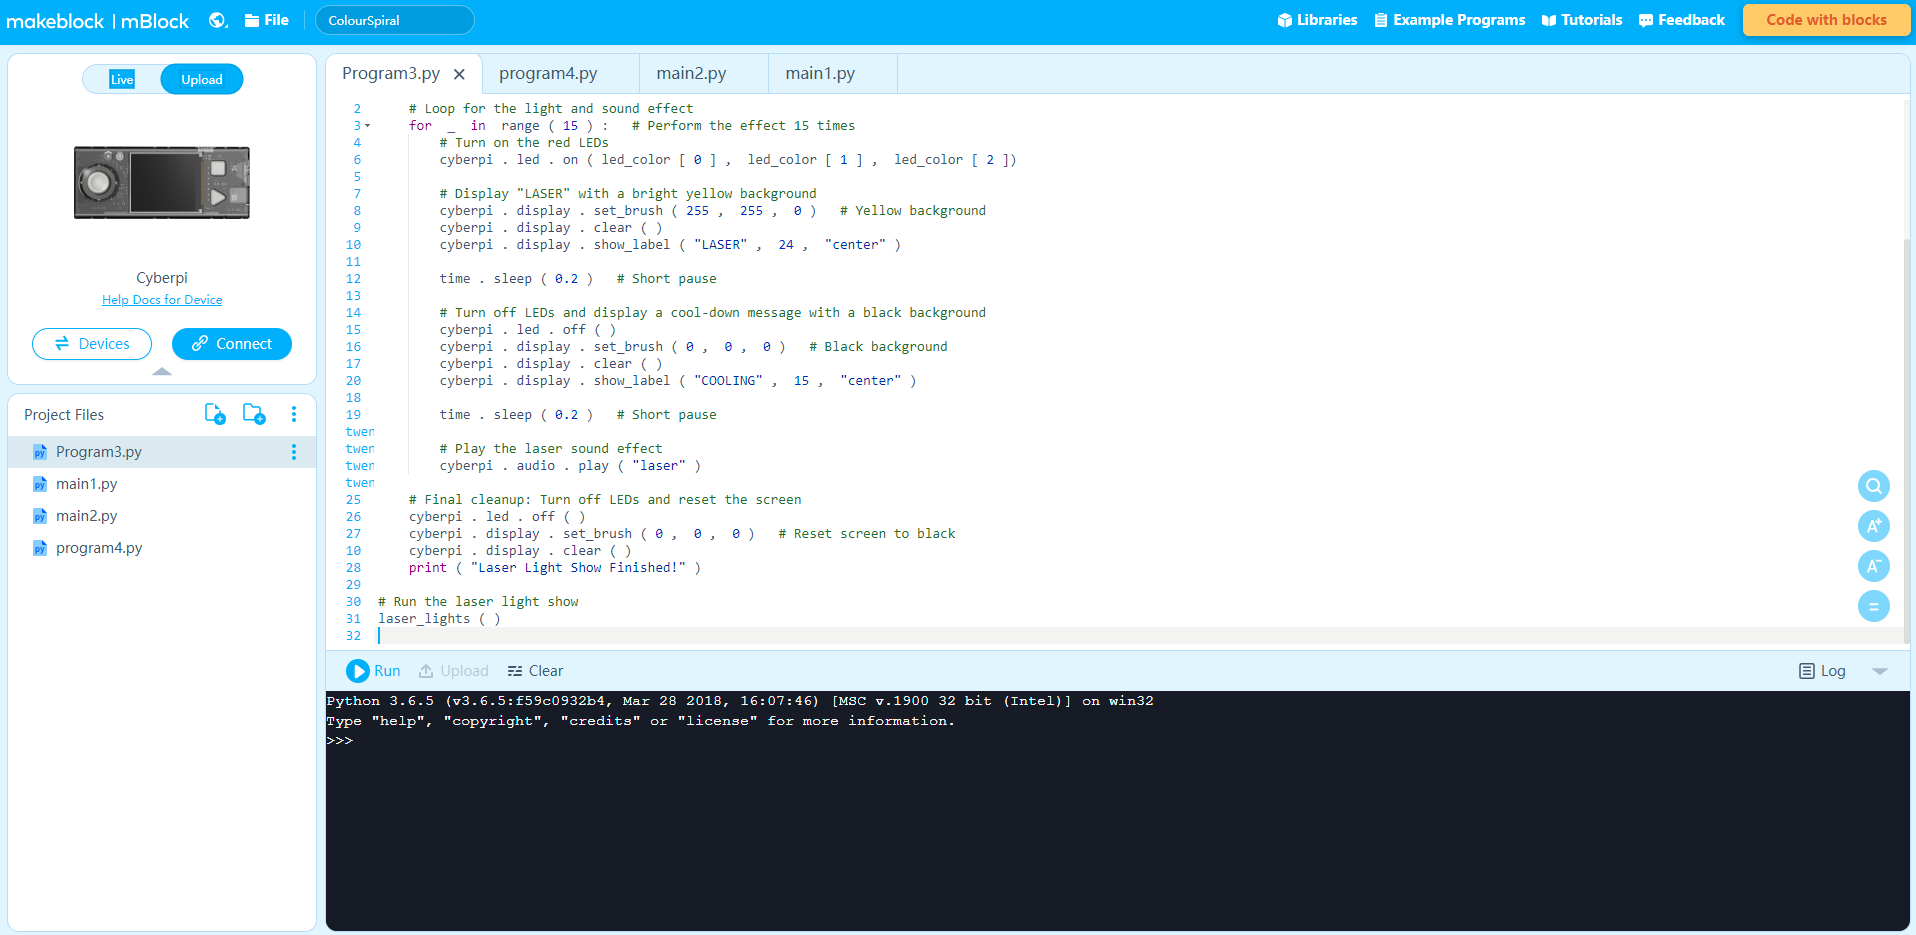 makeblock | mBlock File ColourSpiral Libraries Example Programs Tutorials Feedback Code with blocks
Live Upload
Cyberpi
Help Docs for Device
Devices Connect
Project Files
Program3.py
main1.py
main2.py
program4.py
Program3.py program4.py main2.py main1.py
2 # Loop for the light and sound effect
3 for _ in range ( 15 ) : # Perform the effect 15 times
4 # Turn on the red LEDs
6 cyberpi . led . on ( led_color [ 0 ] , led_color [ 1 ] , led_color [ 2 ])
5
7 # Display "LASER" with a bright yellow background
8 cyberpi . display . set_brush ( 255 , 255 , 0 ) # Yellow background
9 cyberpi . display . clear ( )
10 cyberpi . display . show_label ( "LASER" , 24 , "center" )
11
12 time . sleep ( 0.2 ) # Short pause
13
14 # Turn off LEDs and display a cool-down message with a black background
15 cyberpi . led . off ( )
16 cyberpi . display . set_brush ( 0 , 0 , 0 ) # Black background
17 cyberpi . display . clear ( )
20 cyberpi . display . show_label ( "COOLING" , 15 , "center" )
18
19 time . sleep ( 0.2 ) # Short pause
twen
twen # Play the laser sound effect
twen cyberpi . audio . play ( "laser" )
twen
25 # Final cleanup: Turn off LEDs and reset the screen
26 cyberpi . led . off ( )
27 cyberpi . display . set_brush ( 0 , 0 , 0 ) # Reset screen to black
10 cyberpi . display . clear ( )
28 print ( "Laser Light Show Finished!" )
29
30 # Run the laser light show
31 laser_lights ( )
32
A+
A-
=
Run Upload Clear Log
Python 3.6.5 (v3.6.5:f59c0932b4, Mar 28 2018, 16:07:46) [MSC v.1900 32 bit (Intel)] on win32
Type "help", "copyright", "credits" or "license" for more information.
>>>